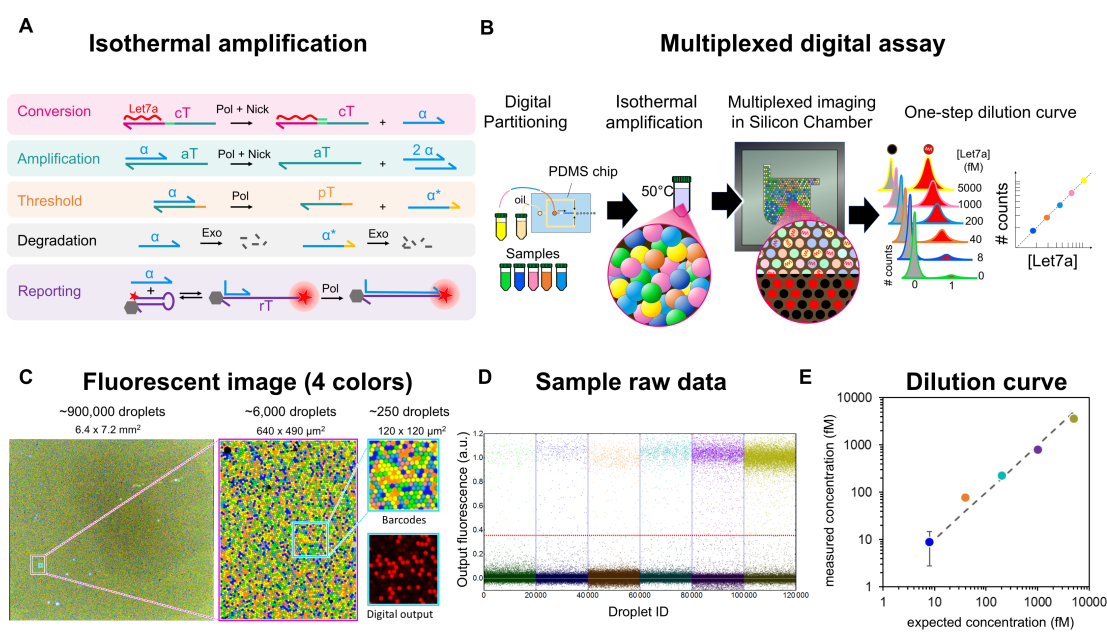 A
Isothermal amplification
Conversion
Let7a
cT
Pol + Nick
cT
+
α
Amplification
α
aT
Pol + Nick
aT
+
2 α
Threshold
α
Pol
pT
+
α*
Degradation
α
Exo
α*
Exo
Reporting
α
+
rT
Pol
B
Multiplexed digital assay
Digital
Partitioning
Isothermal
amplification
Multiplexed imaging
in Silicon Chamber
One-step dilution curve
PDMS chip
oil
Samples
50°C
[Let7a]
(fM)
5000
1000
200
40
8
0
# counts
0
1
# counts
[Let7a]
C
Fluorescent image (4 colors)
~900,000 droplets
6.4 x 7.2 mm²
~6,000 droplets
640 x 490 µm²
~250 droplets
120 x 120 µm²
Barcodes
Digital output
D
Sample raw data
Output fluorescence (a.u.)
1.2
1.0
0.8
0.6
0.4
0.2
0.0
0
20000
40000
60000
80000
100000
120000
Droplet ID
E
Dilution curve
measured concentration (fM)
10000
1000
100
10
1
1
10
100
1000
10000
expected concentration (fM)